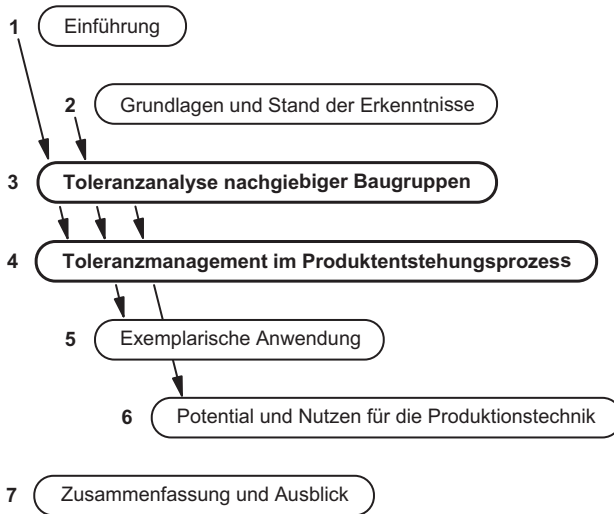 1 Einführung
2 Grundlagen und Stand der Erkenntnisse
3 Toleranzanalyse nachgiebiger Baugruppen
4 Toleranzmanagement im Produktentstehungsprozess
5 Exemplarische Anwendung
6 Potential und Nutzen für die Produktionstechnik
7 Zusammenfassung und Ausblick